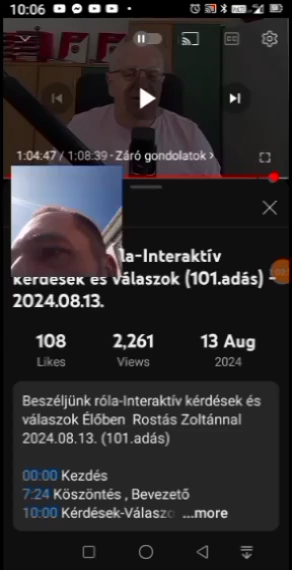 10:06
1:04:47 / 1:08:39 · Záró gondolatok ›
la-Interaktív
kérdések és válaszok (101.adás) -
2024.08.13.
108 2,261 13 Aug
Likes Views 2024
Beszéljünk róla-Interaktív kérdések és
válaszok Élőben Rostás Zoltánnal
2024.08.13. (101.adás)
00:00 Kezdés
7:24 Köszöntés , Bevezető
10:00 Kérdések-Válaszo ...more